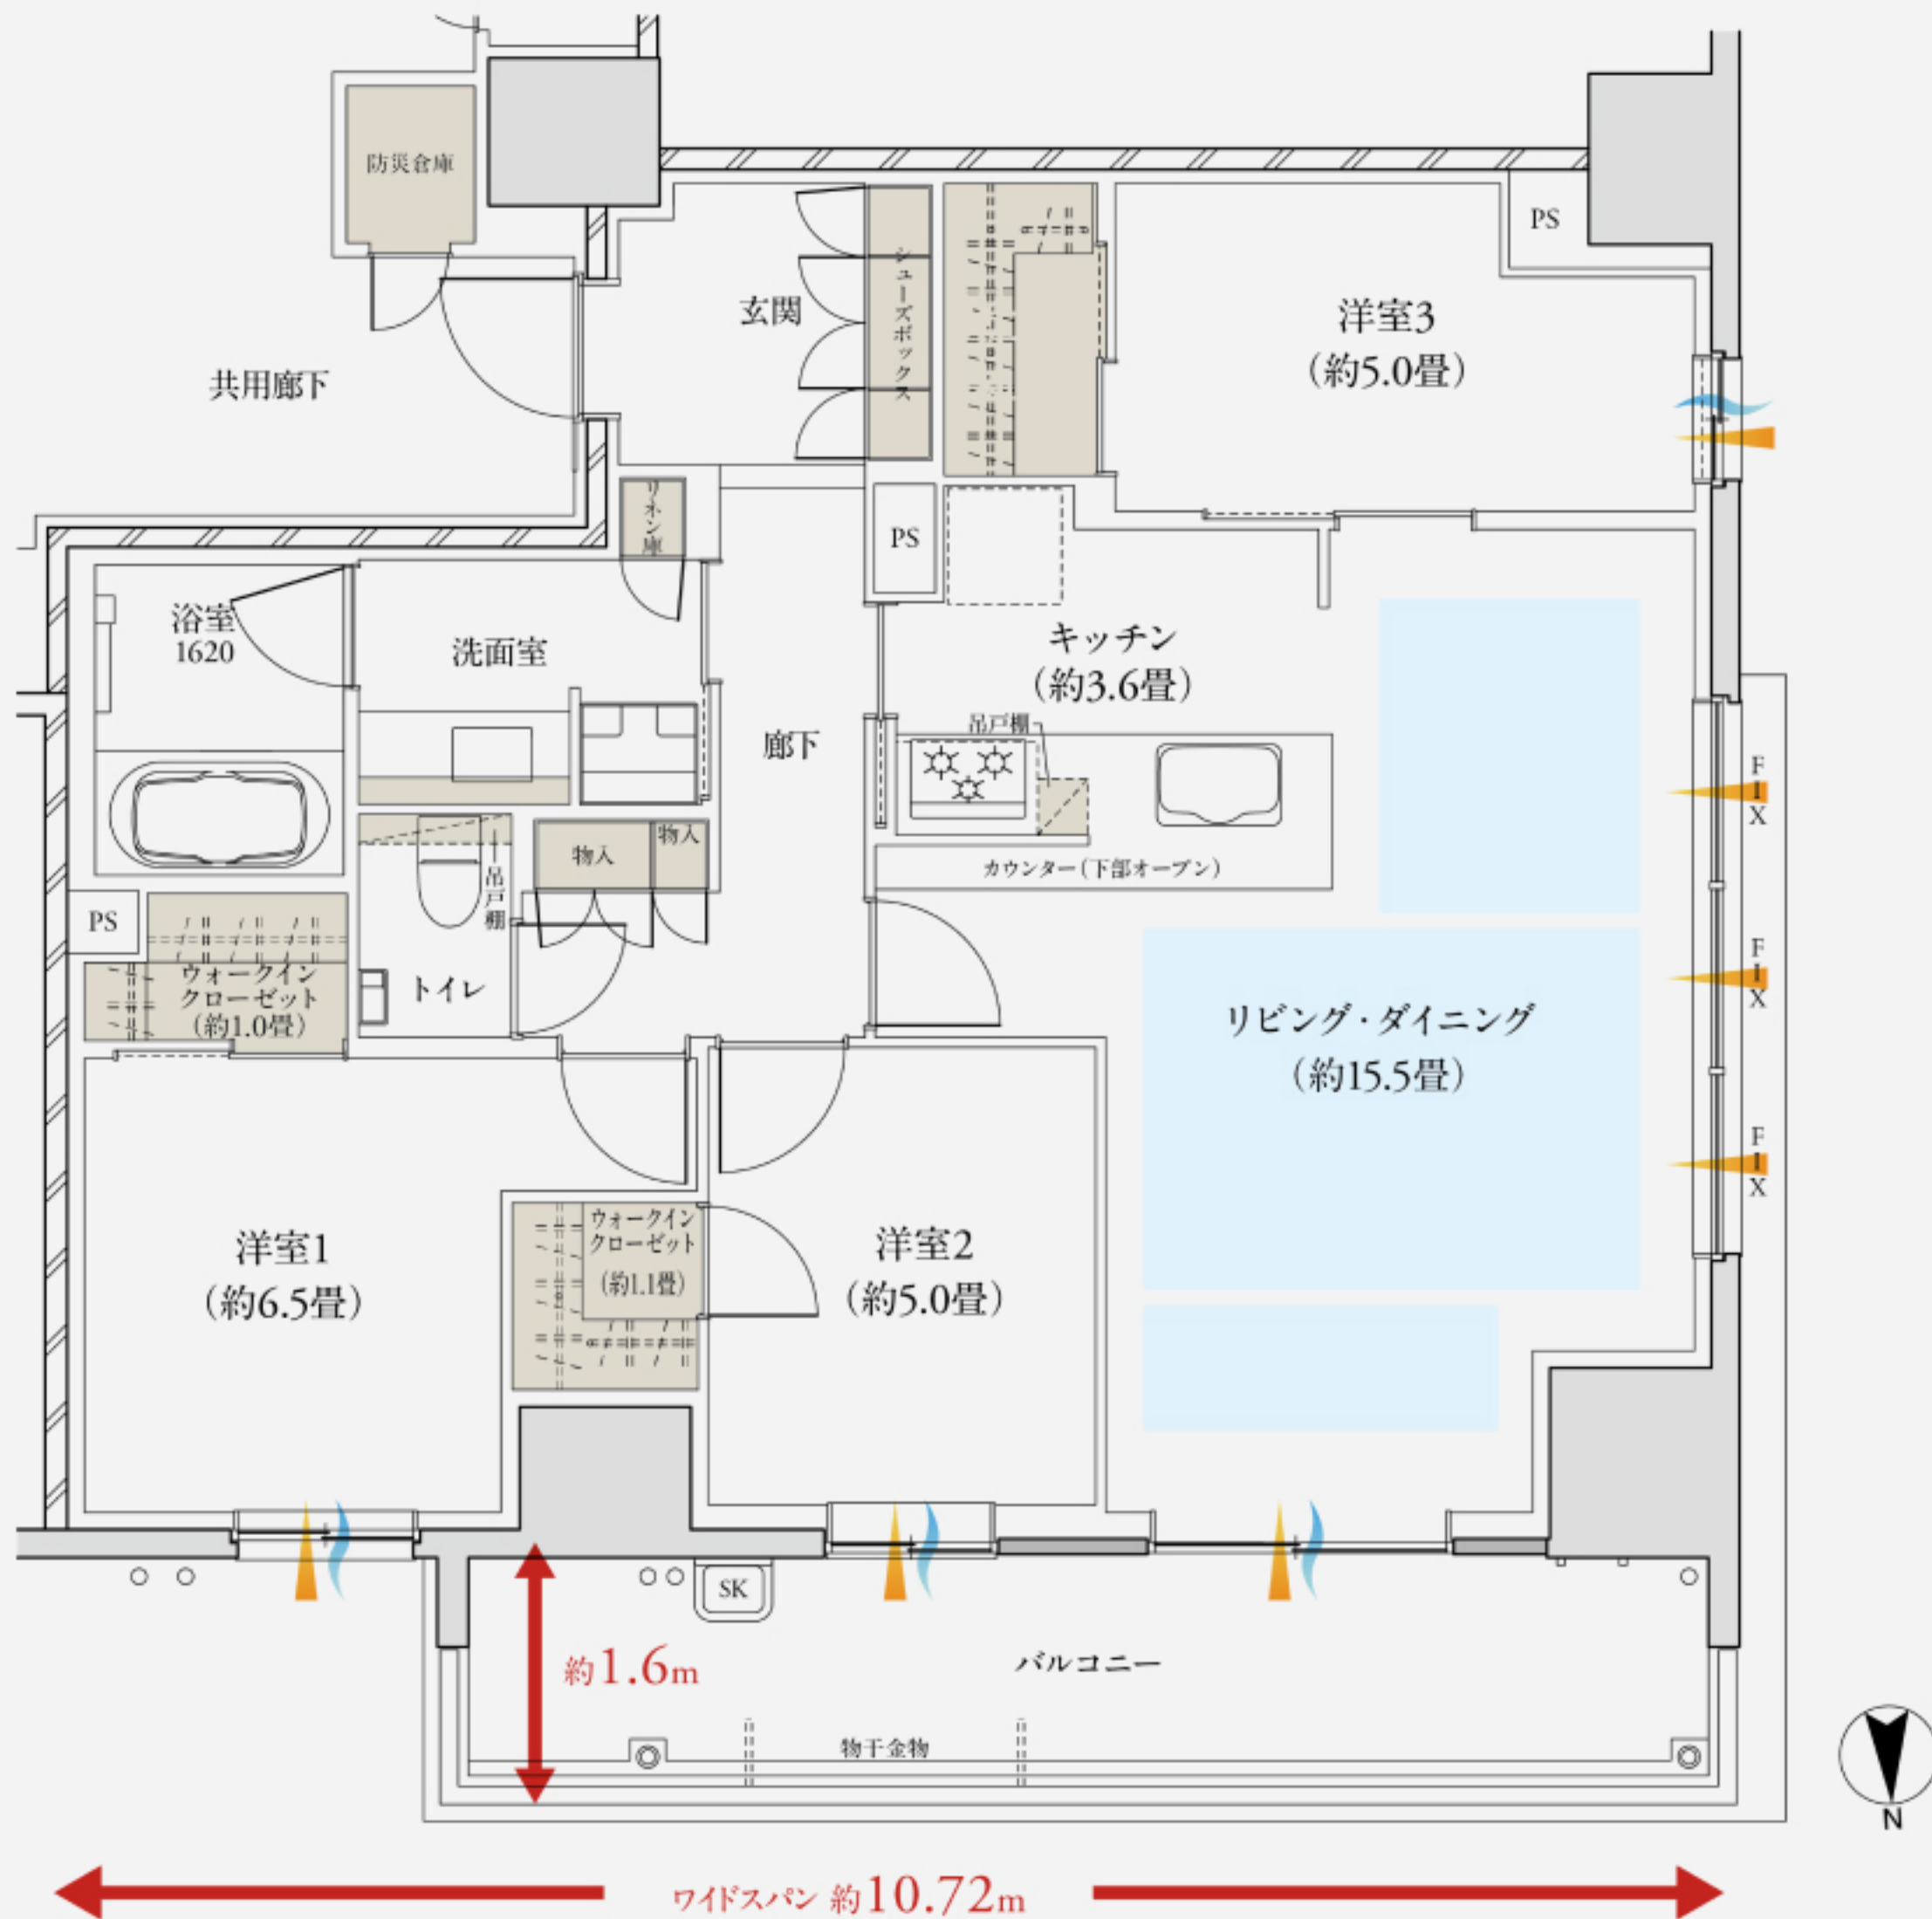 防災倉庫
PS
玄関
シューズボックス
洋室3
(約5.0畳)
共用廊下
リネン庫
PS
浴室
1620
洗面室
キッチン
(約3.6畳)
吊戸棚
廊下
FIX
カウンター(下部オープン)
物入
物入
吊戸棚
PS
トイレ
ウォークイン
クローゼット
(約1.0畳)
FIX
リビング・ダイニング
(約15.5畳)
FIX
洋室1
(約6.5畳)
ウォークイン
クローゼット
(約1.1畳)
洋室2
(約5.0畳)
SK
約1.6m
バルコニー
物干金物
N
ワイドスパン 約10.72m